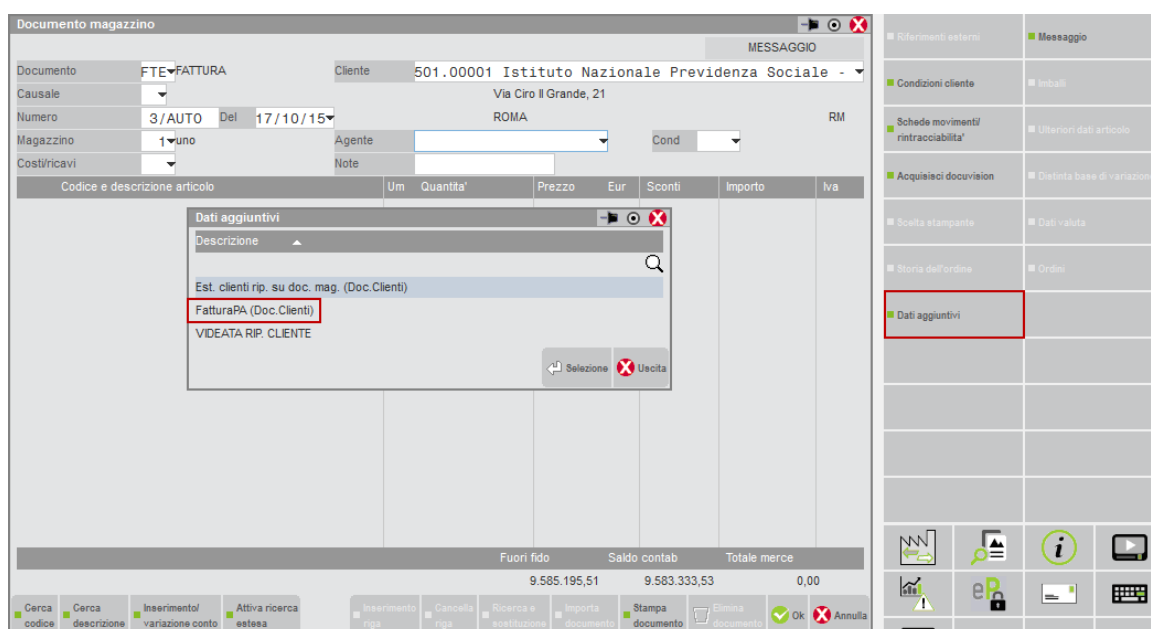 Documento magazzino
MESSAGGIO
Documento FTE FATTURA Cliente 501.00001 Istituto Nazionale Previdenza Sociale -
Causale Via Ciro Il Grande, 21
Numero 3/AUTO Del 17/10/15 ROMA RM
Magazzino 1 uno Agente Cond
Costi/ricavi Note
Codice e descrizione articolo Um Quantita' Prezzo Eur Sconti Importo Iva
Dati aggiuntivi
Descrizione
Est. clienti rip. su doc. mag. (Doc.Clienti)
FatturaPA (Doc.Clienti)
VIDEATA RIP. CLIENTE
Selezione Uscita
Fuori fido Saldo contab Totale merce
9.585.195,51 9.583.333,53 0,00
Cerca codice
Cerca descrizione
Inserimento/ variazione conto
Attiva ricerca estesa
Inserimento riga
Cancella riga
Ricerca e sostituzione
Importa documento
Stampa documento
Elimina documento
Ok
Annulla
Riferimenti esterni Messaggio
Condizioni cliente Imballi
Schede movimenti/
rintracciabilita' Ulteriori dati articolo
Acquisisci docuvision Distinta base di variazion
Scelta stampante Dati valuta
Storia dell'ordine Ordini
Dati aggiuntivi